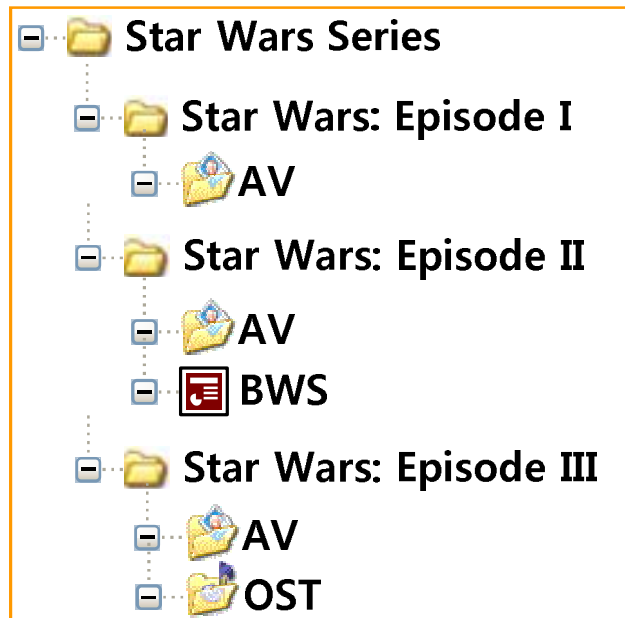 Star Wars Series
Star Wars: Episode I
AV
Star Wars: Episode II
AV
BWS
Star Wars: Episode III
AV
OST